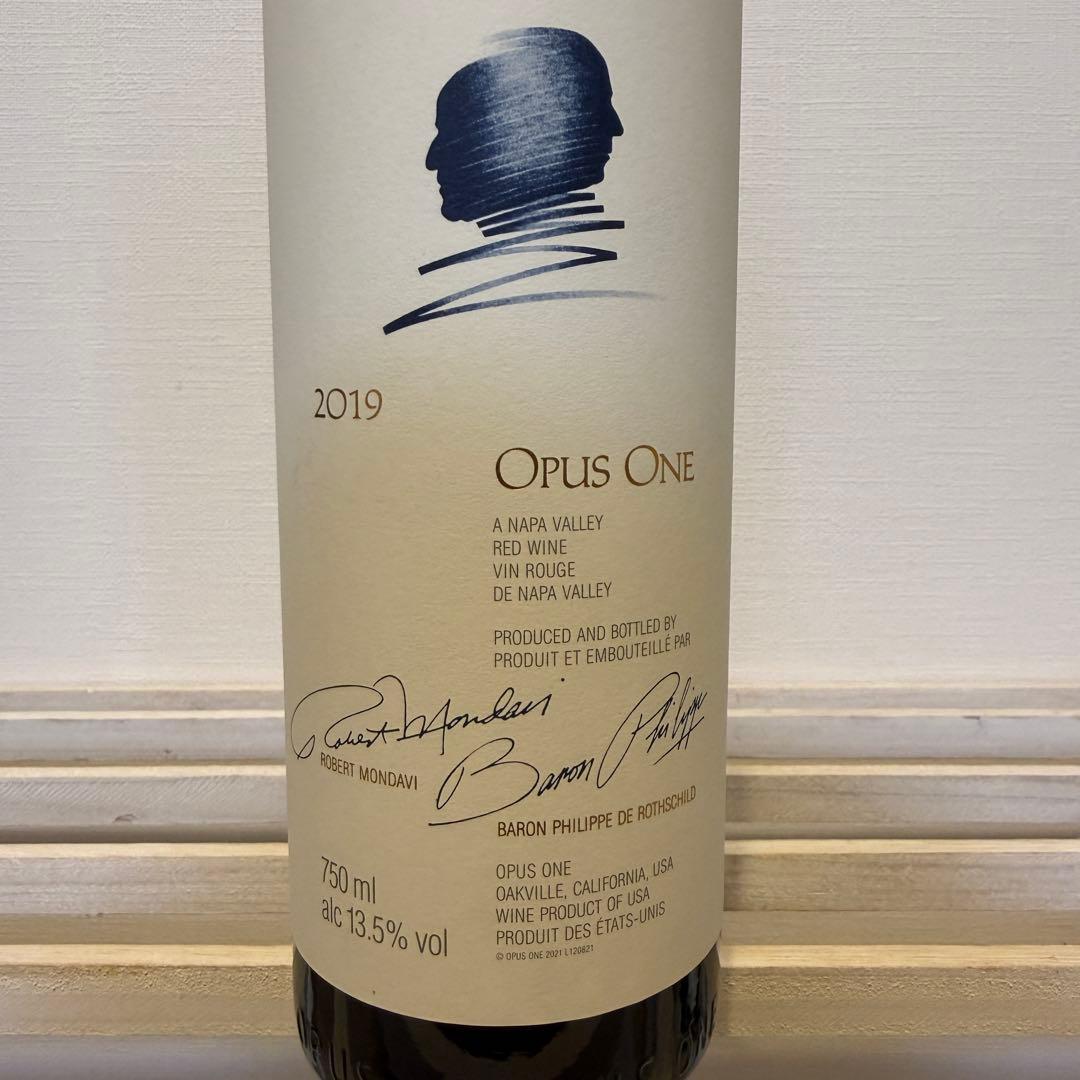 2019
OPUS ONE
A NAPA VALLEY
RED WINE
VIN ROUGE
DE NAPA VALLEY
PRODUCED AND BOTTLED BY
PRODUIT ET EMBOUTEILLÉ PAR
Robert Mondavi
ROBERT MONDAVI
Baron Philippe
BARON PHILIPPE DE ROTHSCHILD
750 ml
alc 13.5% vol
OPUS ONE
OAKVILLE, CALIFORNIA, USA
WINE PRODUCT OF USA
PRODUIT DES ÉTATS-UNIS
© OPUS ONE 2021 L120821